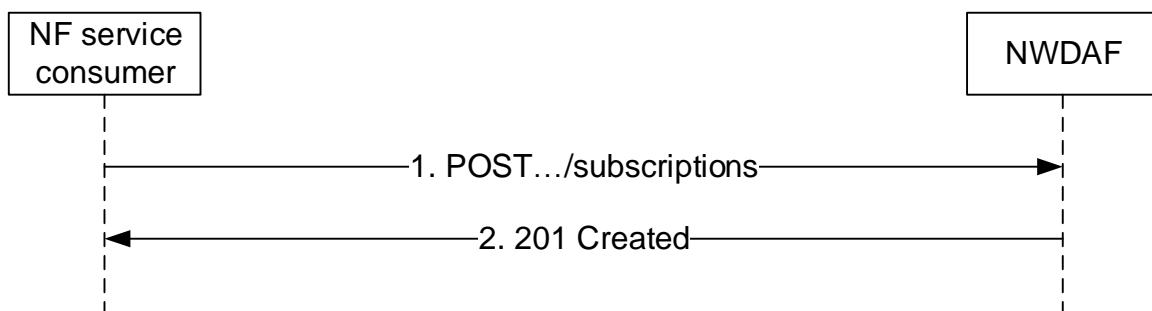 NF service
consumer
NWDAF
1. POST…/subscriptions
2. 201 Created